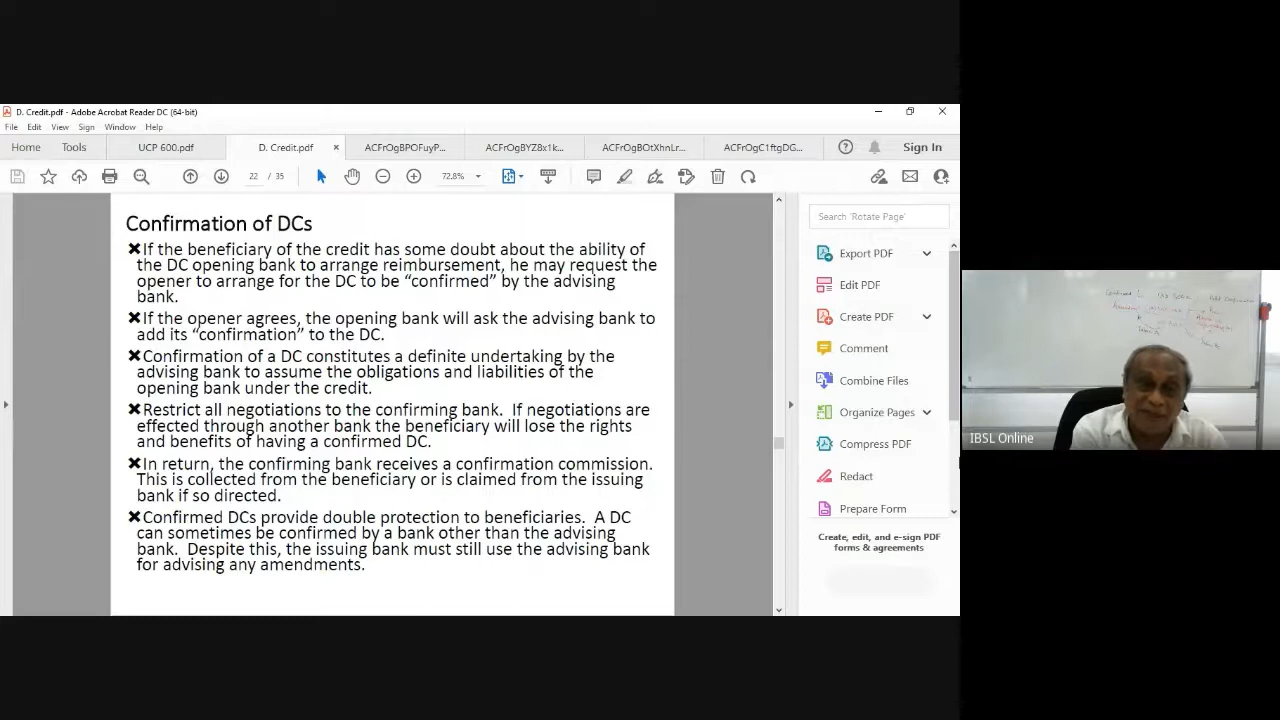 D. Credit.pdf - Adobe Acrobat Reader DC (64-bit)
File Edit View Sign Window Help
Home Tools UCP 600.pdf D. Credit.pdf × ACFrOgBPOFuyP... ACFrOgBYZ8x1k... ACFrOgBOtXhnLr... ACFrOgC1ftgDG... Sign In
22 / 35 72.8%
Confirmation of DCs
✖If the beneficiary of the credit has some doubt about the ability of
the DC opening bank to arrange reimbursement, he may request the
opener to arrange for the DC to be “confirmed” by the advising
bank.
✖If the opener agrees, the opening bank will ask the advising bank to
add its “confirmation” to the DC.
✖Confirmation of a DC constitutes a definite undertaking by the
advising bank to assume the obligations and liabilities of the
opening bank under the credit.
✖Restrict all negotiations to the confirming bank. If negotiations are
effected through another bank the beneficiary will lose the rights
and benefits of having a confirmed DC.
✖In return, the confirming bank receives a confirmation commission.
This is collected from the beneficiary or is claimed from the issuing
bank if so directed.
✖Confirmed DCs provide double protection to beneficiaries. A DC
can sometimes be confirmed by a bank other than the advising
bank. Despite this, the issuing bank must still use the advising bank
for advising any amendments.
Search 'Rotate Page'
Export PDF
Edit PDF
Create PDF
Comment
Combine Files
Organize Pages
Compress PDF
Redact
Prepare Form
Create, edit, and e-sign PDF
forms & agreements
IBSL Online